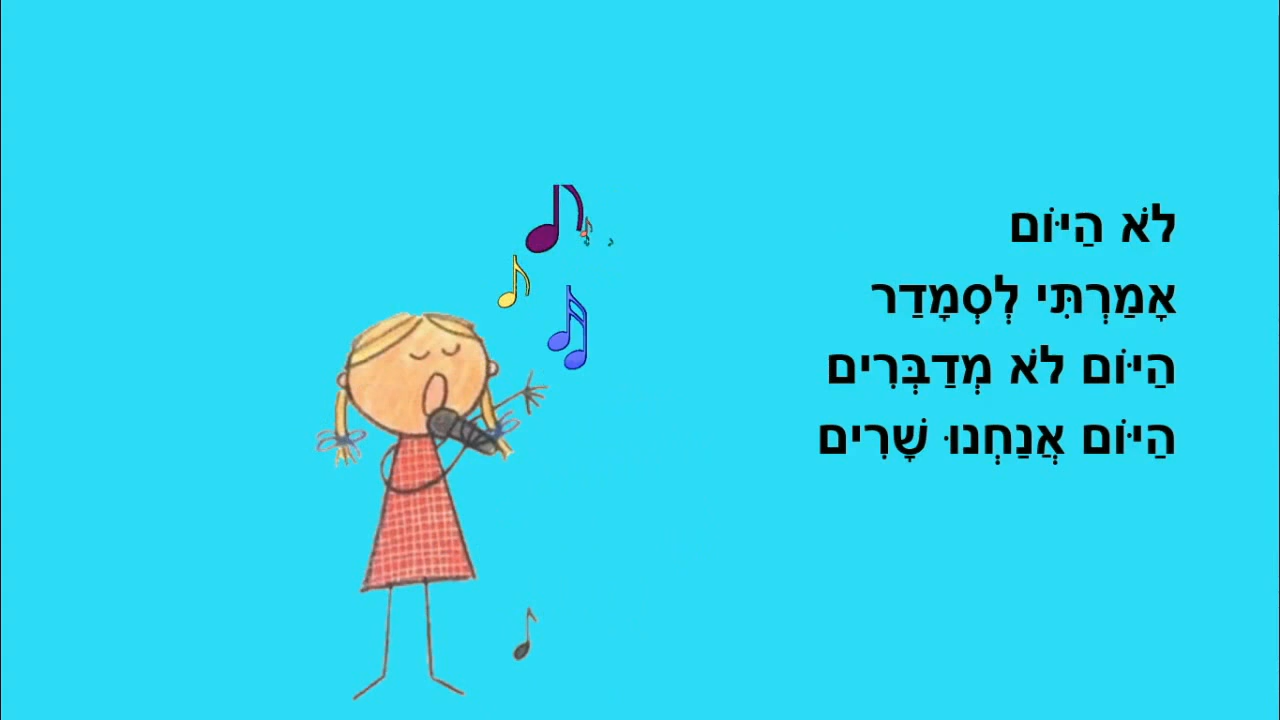 לֹא הַיּוֹם
אָמַרְתִּי לְסְמָדַר
הַיּוֹם לֹא מְדַבְּרִים
הַיּוֹם אֲנַחְנוּ שָׁרִים